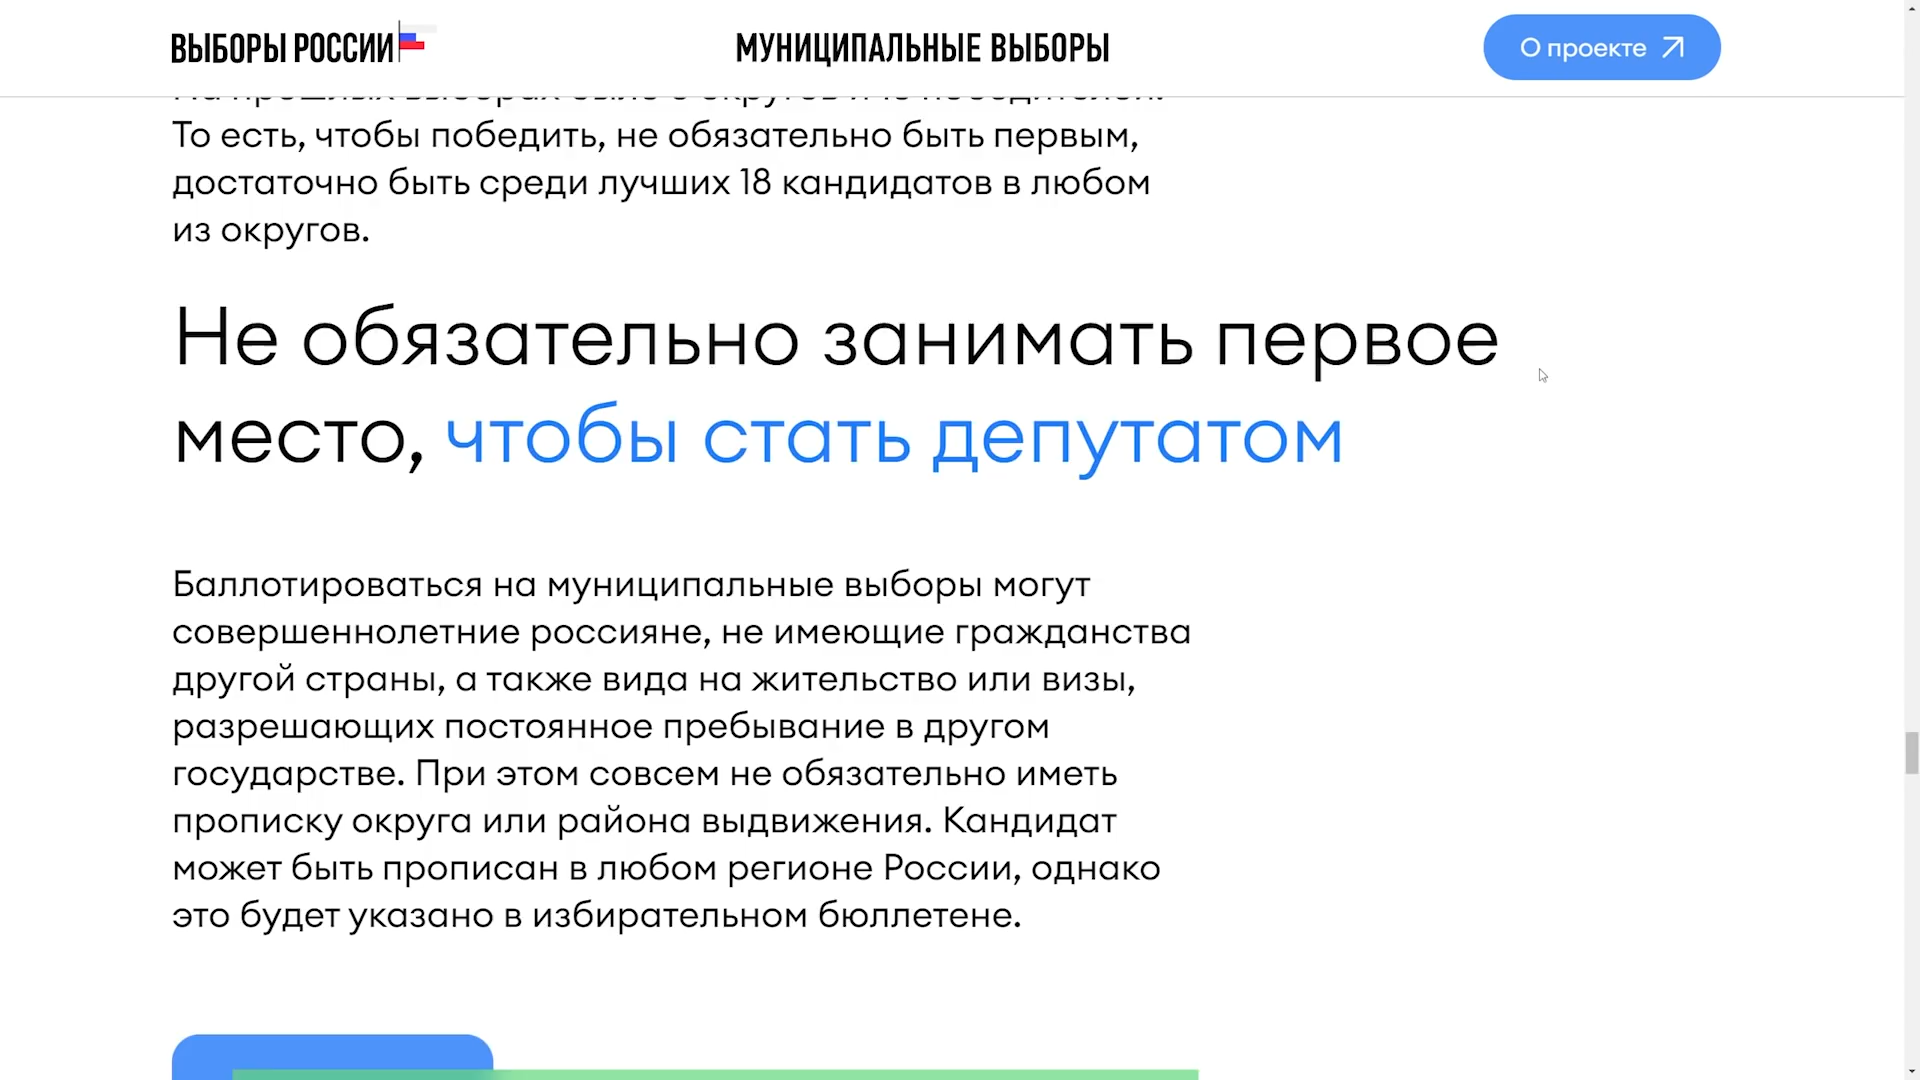 ВЫБОРЫ РОССИИ
МУНИЦИПАЛЬНЫЕ ВЫБОРЫ
О проекте
То есть, чтобы победить, не обязательно быть первым,
достаточно быть среди лучших 18 кандидатов в любом
из округов.
Не обязательно занимать первое
место, чтобы стать депутатом
Баллотироваться на муниципальные выборы могут
совершеннолетние россияне, не имеющие гражданства
другой страны, а также вида на жительство или визы,
разрешающих постоянное пребывание в другом
государстве. При этом совсем не обязательно иметь
прописку округа или района выдвижения. Кандидат
может быть прописан в любом регионе России, однако
это будет указано в избирательном бюллетене.